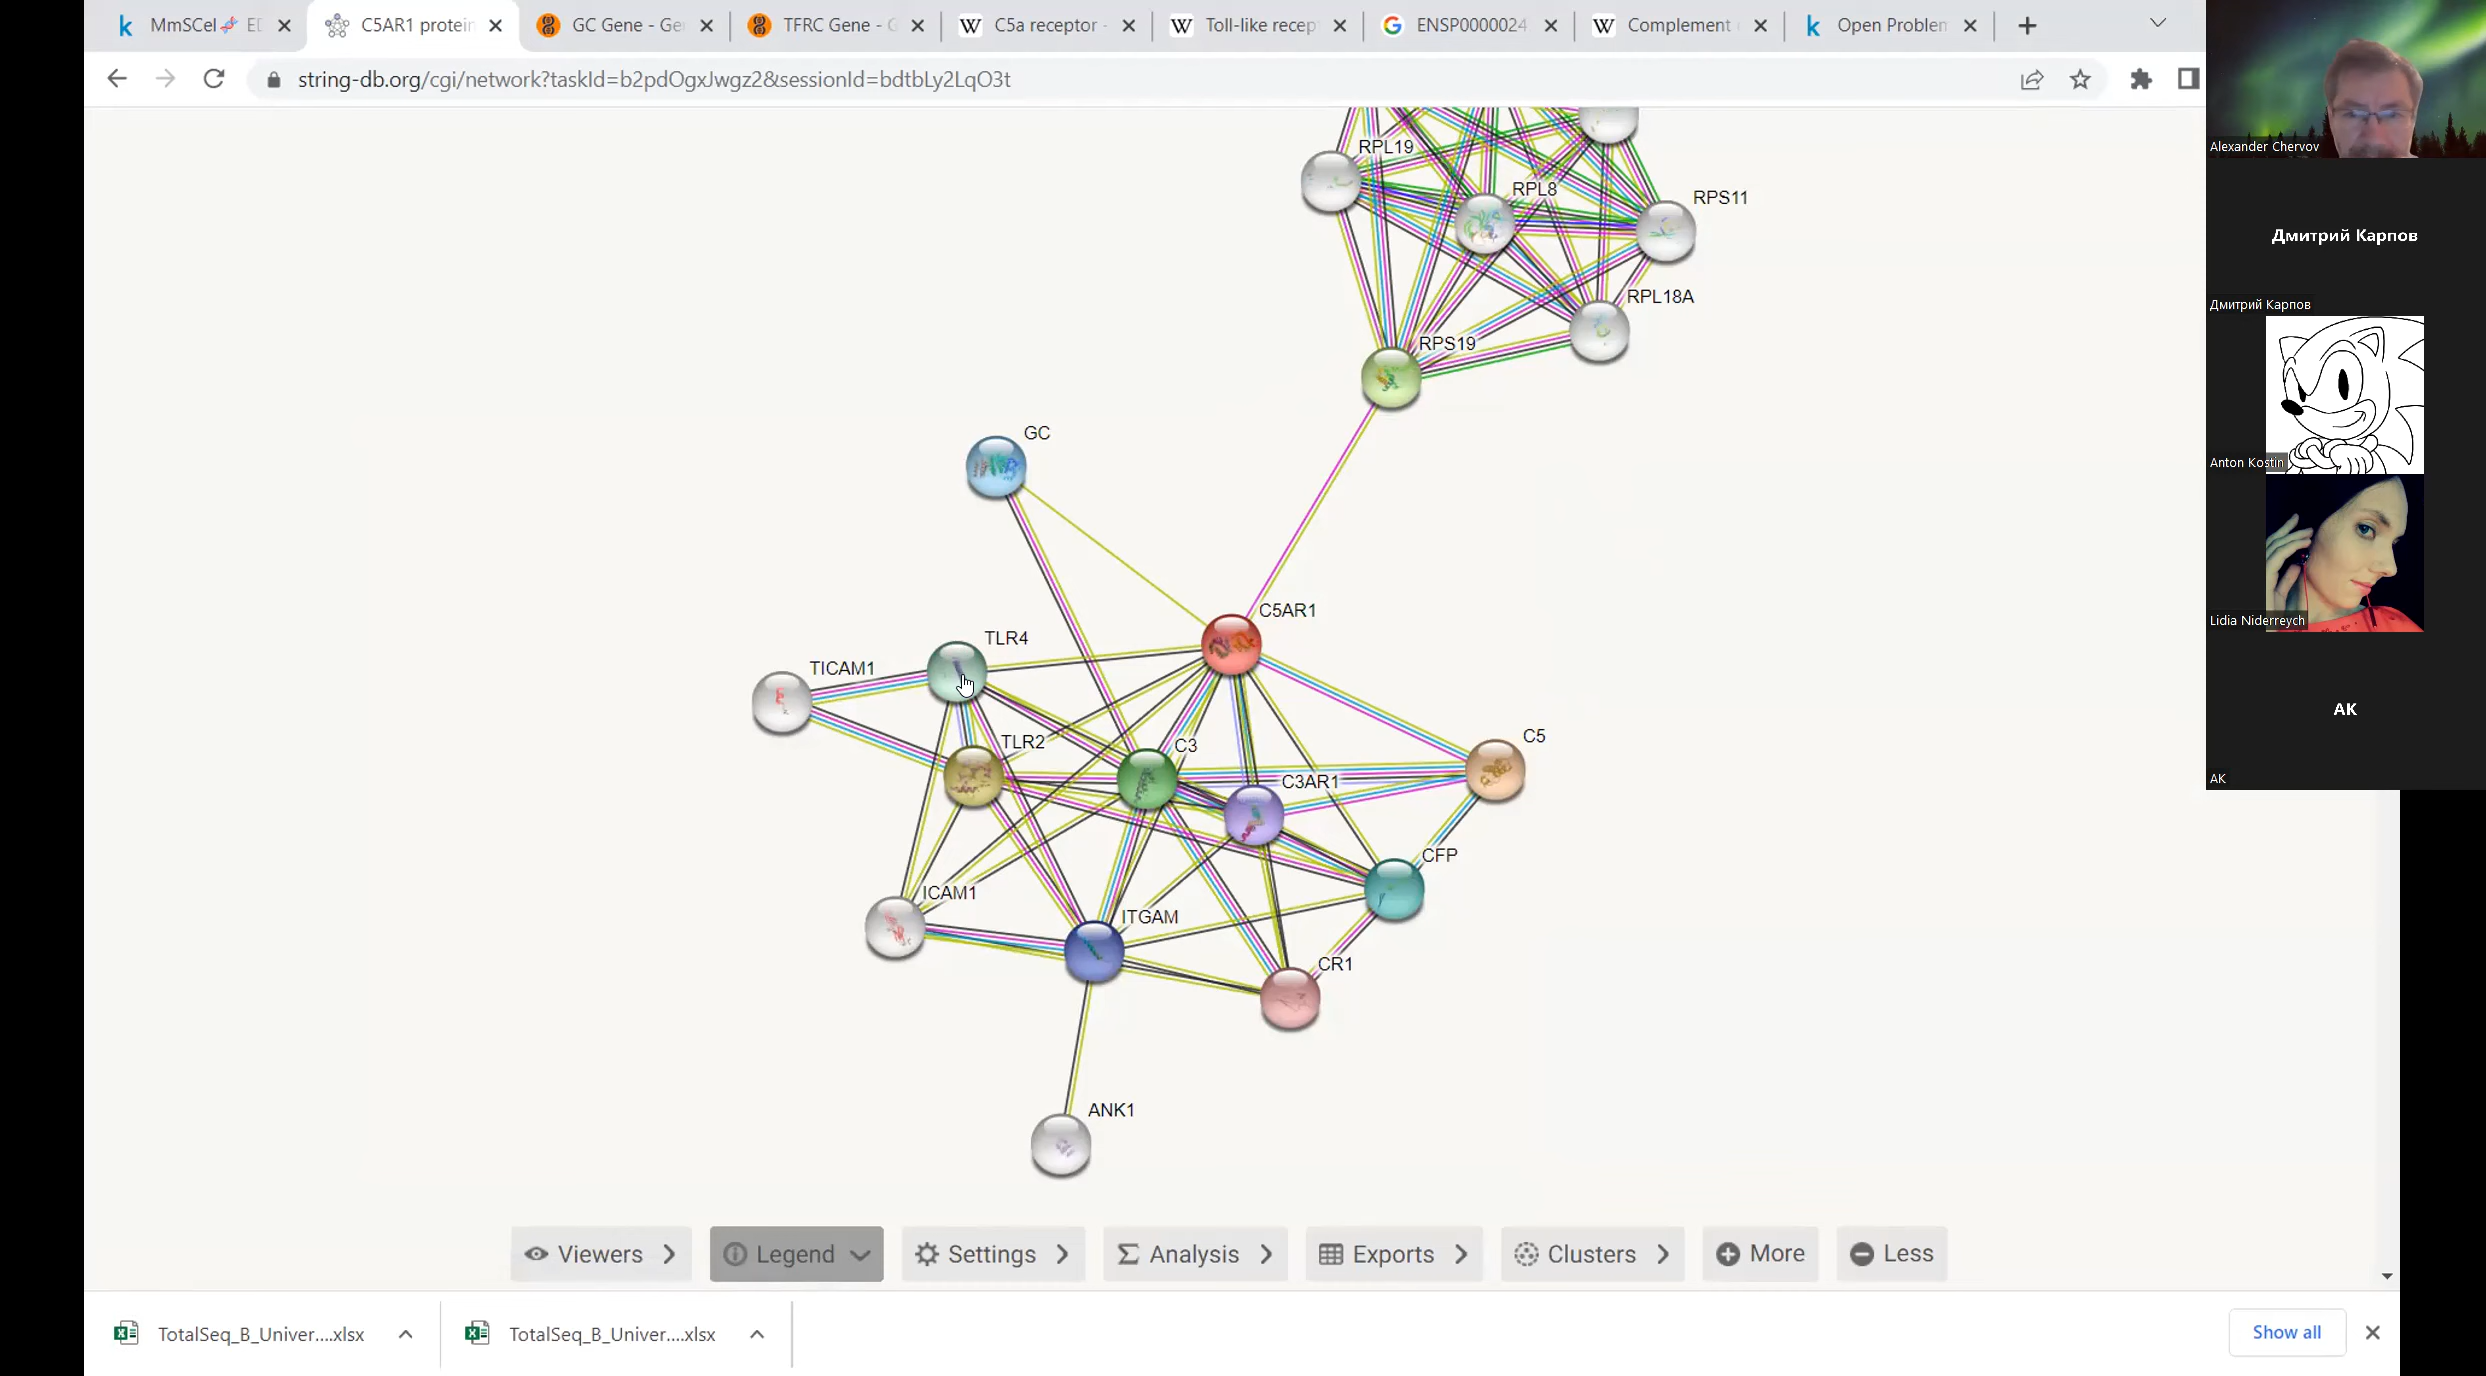 MmSCel ED
C5AR1 protein
GC Gene - Ge
TFRC Gene - G
C5a receptor -
Toll-like recep
ENSP0000024
Complement
Open Problem
string-db.org/cgi/network?taskId=b2pdOgxJwgz2&sessionId=bdtbLy2LqO3t
Alexander Chervov
RPL19
RPL8
RPS11
Дмитрий Карпов
RPL18A
Дмитрий Карпов
RPS19
GC
Anton Kostin
C5AR1
Lidia Niderreych
TLR4
TICAM1
AK
C5
TLR2
C3
C3AR1
AK
CFP
ICAM1
ITGAM
CR1
ANK1
Viewers
Legend
Settings
Analysis
Exports
Clusters
More
Less
TotalSeq_B_Univer....xlsx
TotalSeq_B_Univer....xlsx
Show all